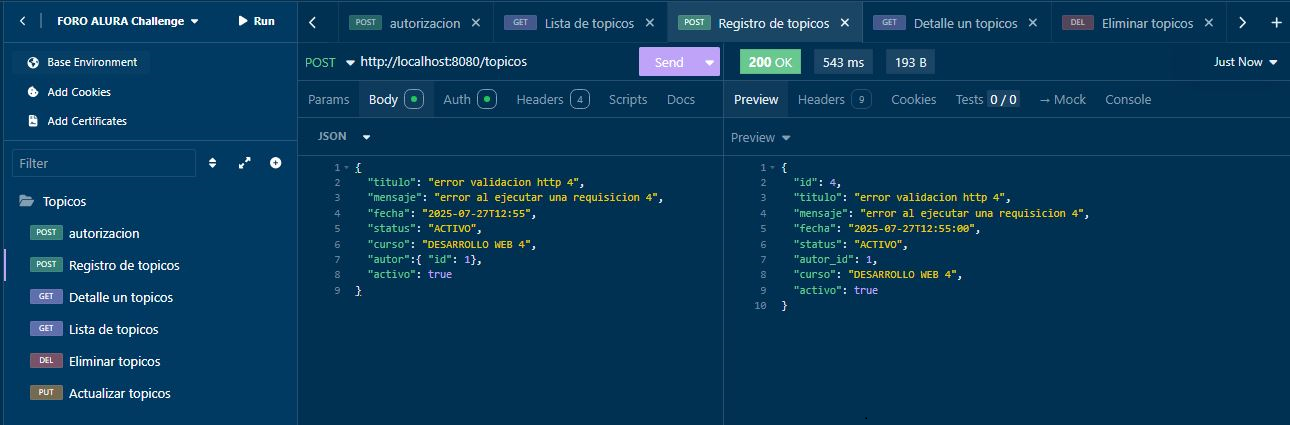 FORO ALURA Challenge
Run
Base Environment
Add Cookies
Add Certificates
Filter
Topicos
POST autorizacion
POST Registro de topicos
GET Detalle un topicos
GET Lista de topicos
DEL Eliminar topicos
PUT Actualizar topicos
POST autorizacion
GET Lista de topicos
POST Registro de topicos
GET Detalle un topicos
DEL Eliminar topicos
POST http://localhost:8080/topicos
Send
Params Body Auth Headers 4 Scripts Docs
JSON
1 {
2 "titulo": "error validacion http 4",
3 "mensaje": "error al ejecutar una requisicion 4",
4 "fecha": "2025-07-27T12:55",
5 "status": "ACTIVO",
6 "curso": "DESARROLLO WEB 4",
7 "autor":{ "id": 1},
8 "activo": true
9 }
200 OK 543 ms 193 B Just Now
Preview Headers 9 Cookies Tests 0 / 0 → Mock Console
Preview
1 {
2 "id": 4,
3 "titulo": "error validacion http 4",
4 "mensaje": "error al ejecutar una requisicion 4",
5 "fecha": "2025-07-27T12:55:00",
6 "status": "ACTIVO",
7 "autor_id": 1,
8 "curso": "DESARROLLO WEB 4",
9 "activo": true
10 }